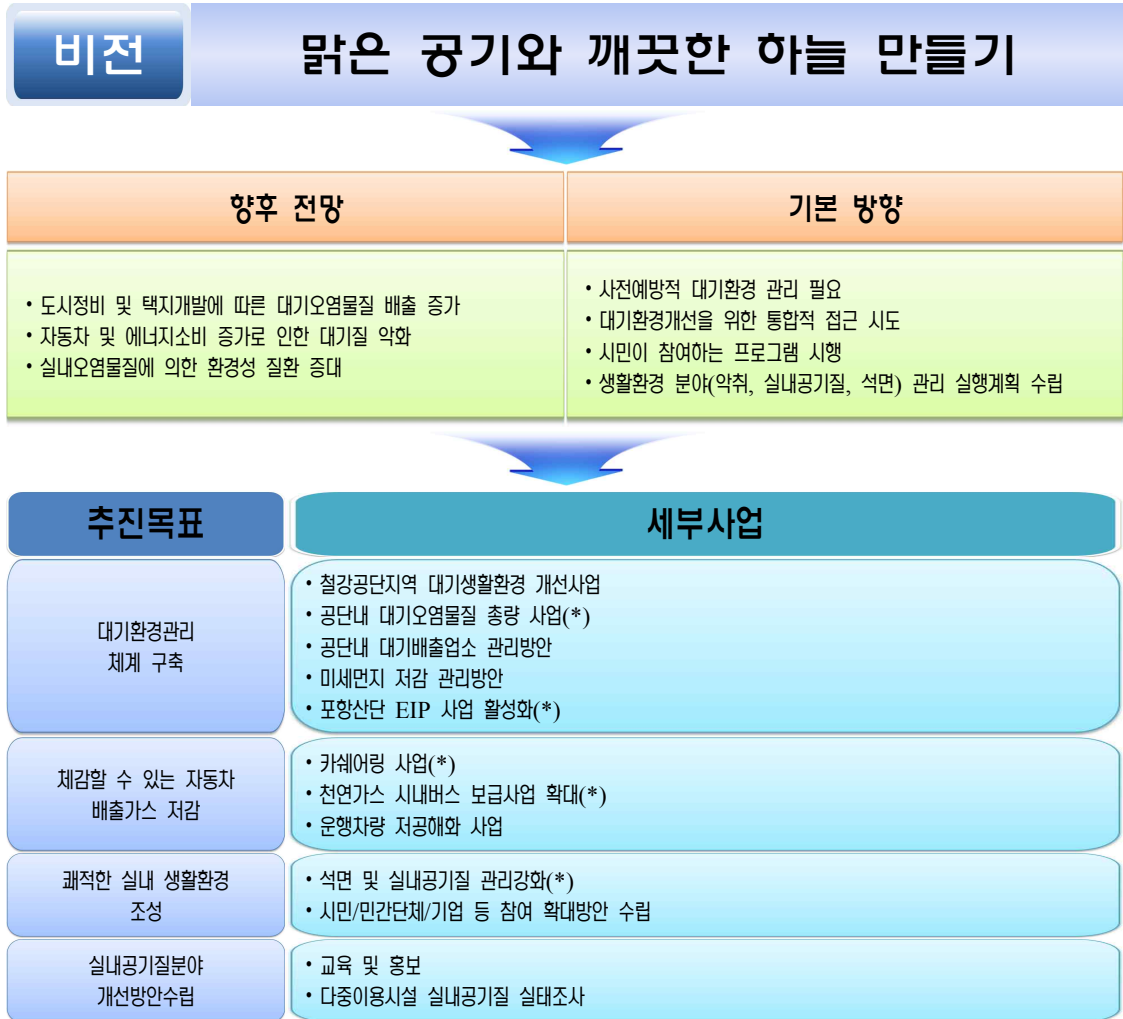 비전
맑은 공기와 깨끗한 하늘 만들기
향후 전망
• 도시정비 및 택지개발에 따른 대기오염물질 배출 증가
• 자동차 및 에너지소비 증가로 인한 대기질 악화
• 실내오염물질에 의한 환경성 질환 증대
기본 방향
• 사전예방적 대기환경 관리 필요
• 대기환경개선을 위한 통합적 접근 시도
• 시민이 참여하는 프로그램 시행
• 생활환경 분야(악취, 실내공기질, 석면) 관리 실행계획 수립
추진목표
세부사업
대기환경관리
체계 구축
• 철강공단지역 대기생활환경 개선사업
• 공단내 대기오염물질 총량 사업(*)
• 공단내 대기배출업소 관리방안
• 미세먼지 저감 관리방안
• 포항산단 EIP 사업 활성화(*)
체감할 수 있는 자동차
배출가스 저감
• 카쉐어링 사업(*)
• 천연가스 시내버스 보급사업 확대(*)
• 운행차량 저공해화 사업
쾌적한 실내 생활환경
조성
• 석면 및 실내공기질 관리강화(*)
• 시민/민간단체/기업 등 참여 확대방안 수립
실내공기질분야
개선방안수립
• 교육 및 홍보
• 다중이용시설 실내공기질 실태조사